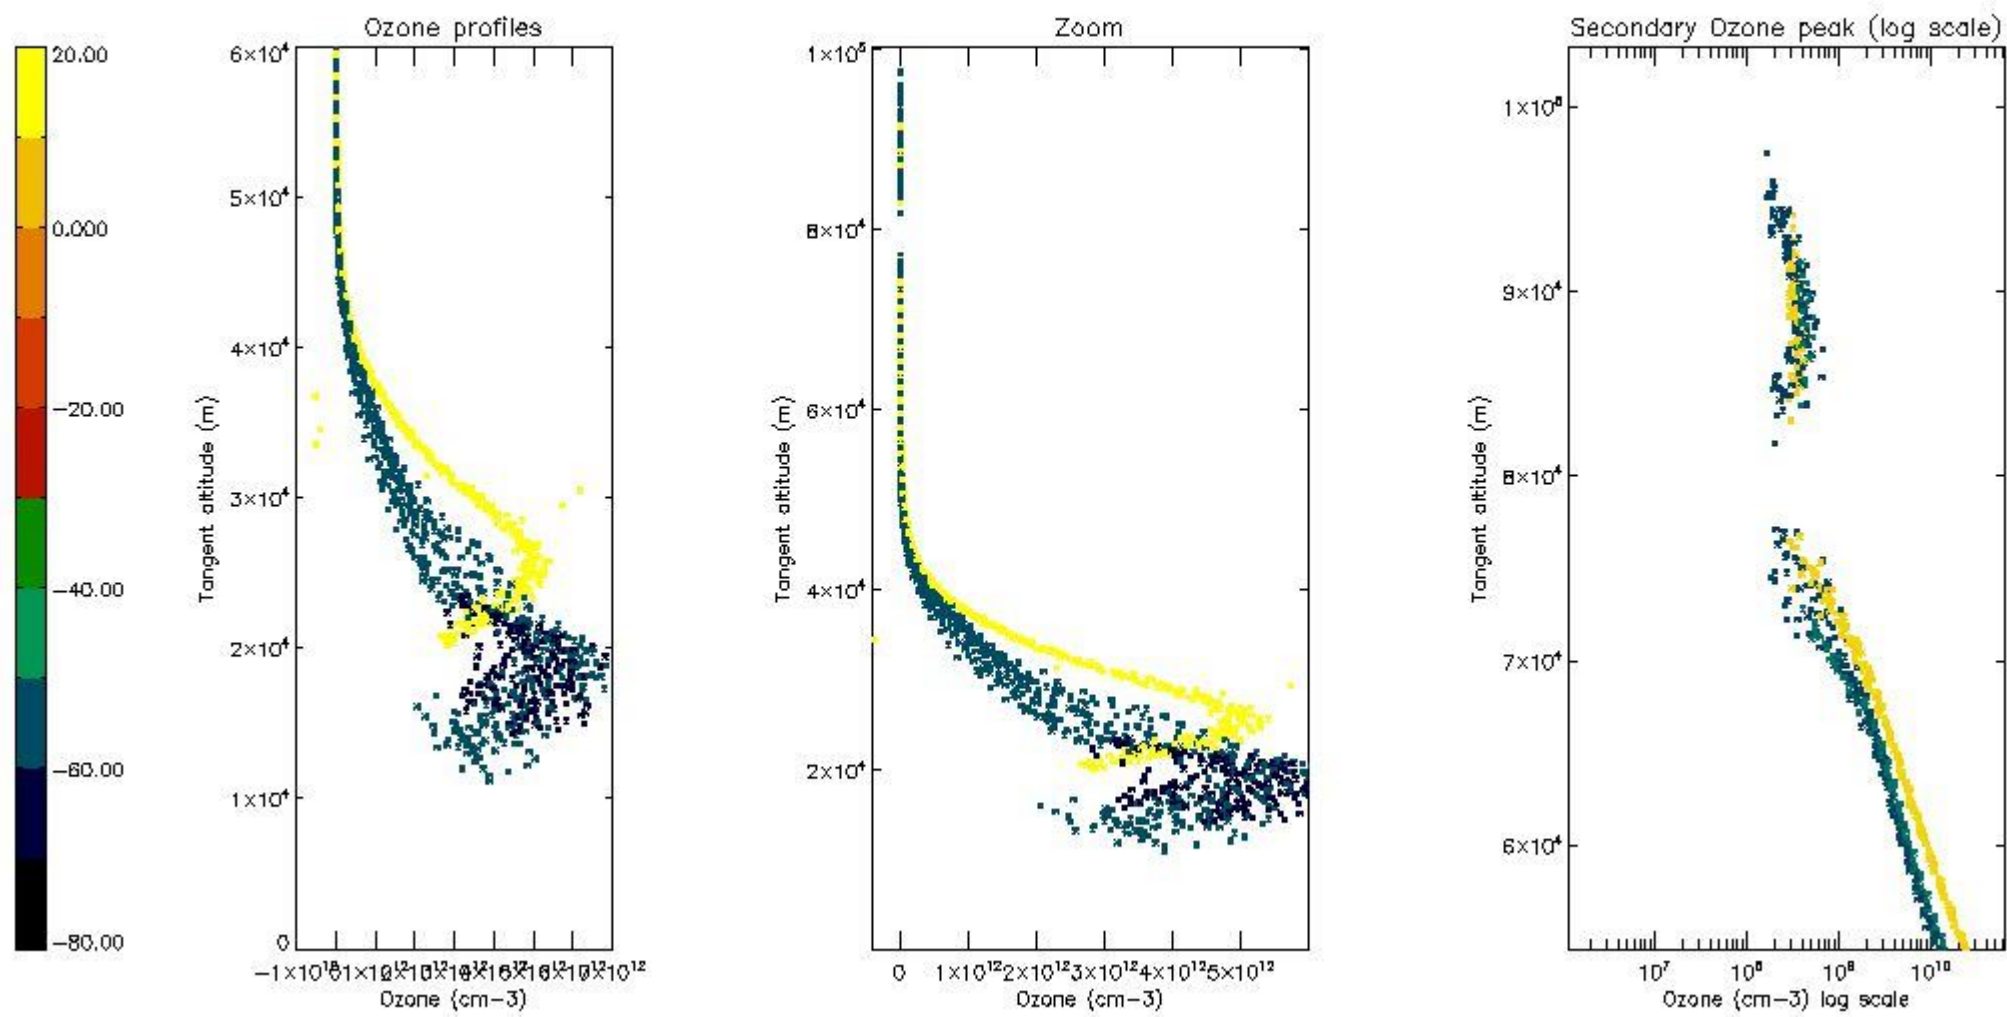 20.00
0.000
−20.00
−40.00
−60.00
−80.00
Ozone profiles
6×10⁴
5×10⁴
4×10⁴
3×10⁴
2×10⁴
1×10⁴
0
Tangent altitude (m)
Ozone (cm−3)
Zoom
1×10⁵
8×10⁴
6×10⁴
4×10⁴
2×10⁴
Tangent altitude (m)
0 1×10¹² 2×10¹² 3×10¹² 4×10¹² 5×10¹²
Ozone (cm−3)
Secondary Ozone peak (log scale)
1×10⁵
9×10⁴
8×10⁴
7×10⁴
6×10⁴
Tangent altitude (m)
10⁷ 10⁸ 10⁹ 10¹⁰
Ozone (cm−3) log scale